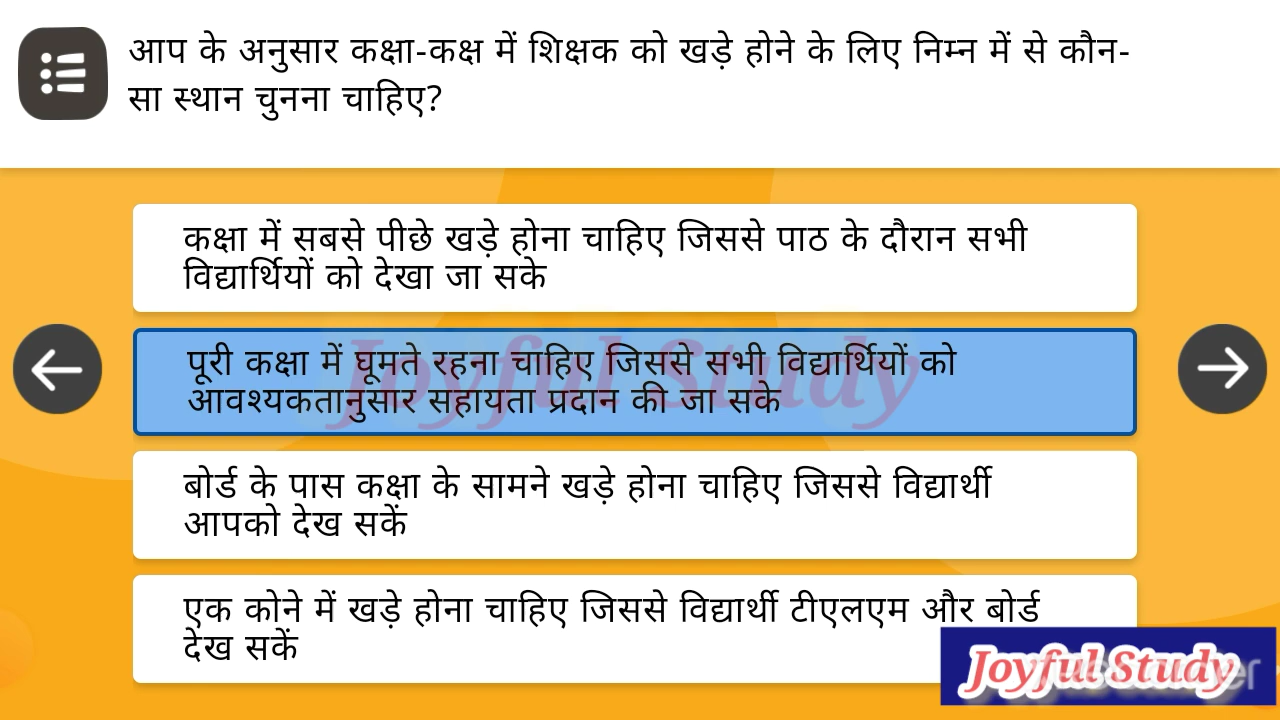 आप के अनुसार कक्षा-कक्ष में शिक्षक को खड़े होने के लिए निम्न में से कौन-
सा स्थान चुनना चाहिए?
कक्षा में सबसे पीछे खड़े होना चाहिए जिससे पाठ के दौरान सभी
विद्यार्थियों को देखा जा सके
पूरी कक्षा में घूमते रहना चाहिए जिससे सभी विद्यार्थियों को
आवश्यकतानुसार सहायता प्रदान की जा सके
Joyful Study
बोर्ड के पास कक्षा के सामने खड़े होना चाहिए जिससे विद्यार्थी
आपको देख सकें
एक कोने में खड़े होना चाहिए जिससे विद्यार्थी टीएलएम और बोर्ड
देख सकें
Joyful Study